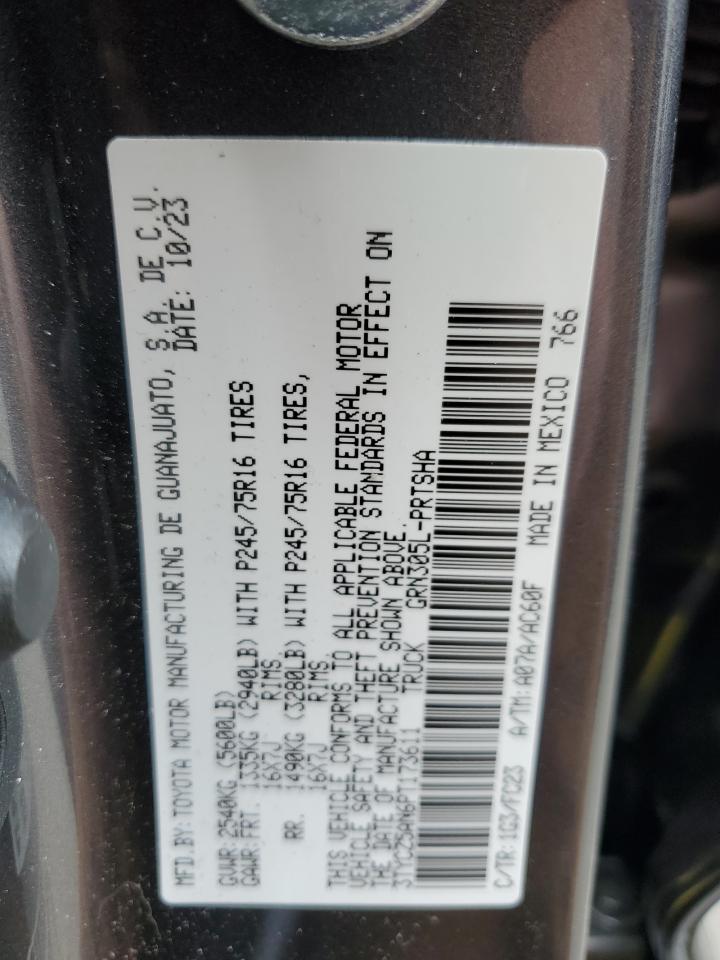 MFD.BY: TOYOTA MOTOR MANUFACTURING DE GUANAJUATO, S.A. DE C.V.
DATE: 10/23
GVWR: 2540KG (5600LB)
GAWR: FRT. 1335KG (2940LB) WITH P245/75R16 TIRES
16X7J RIMS,
RR. 1490KG (3280LB) WITH P245/75R16 TIRES,
16X7J RIMS.
THIS VEHICLE CONFORMS TO ALL APPLICABLE FEDERAL MOTOR
VEHICLE SAFETY AND THEFT PREVENTION STANDARDS IN EFFECT ON
THE DATE OF MANUFACTURE SHOWN ABOVE.
3TYCZ5AN6PT173611 TRUCK GRN305L-PRTSHA
C/TR: 1G3/FC23 A/TM: A07A/AC60F MADE IN MEXICO 766